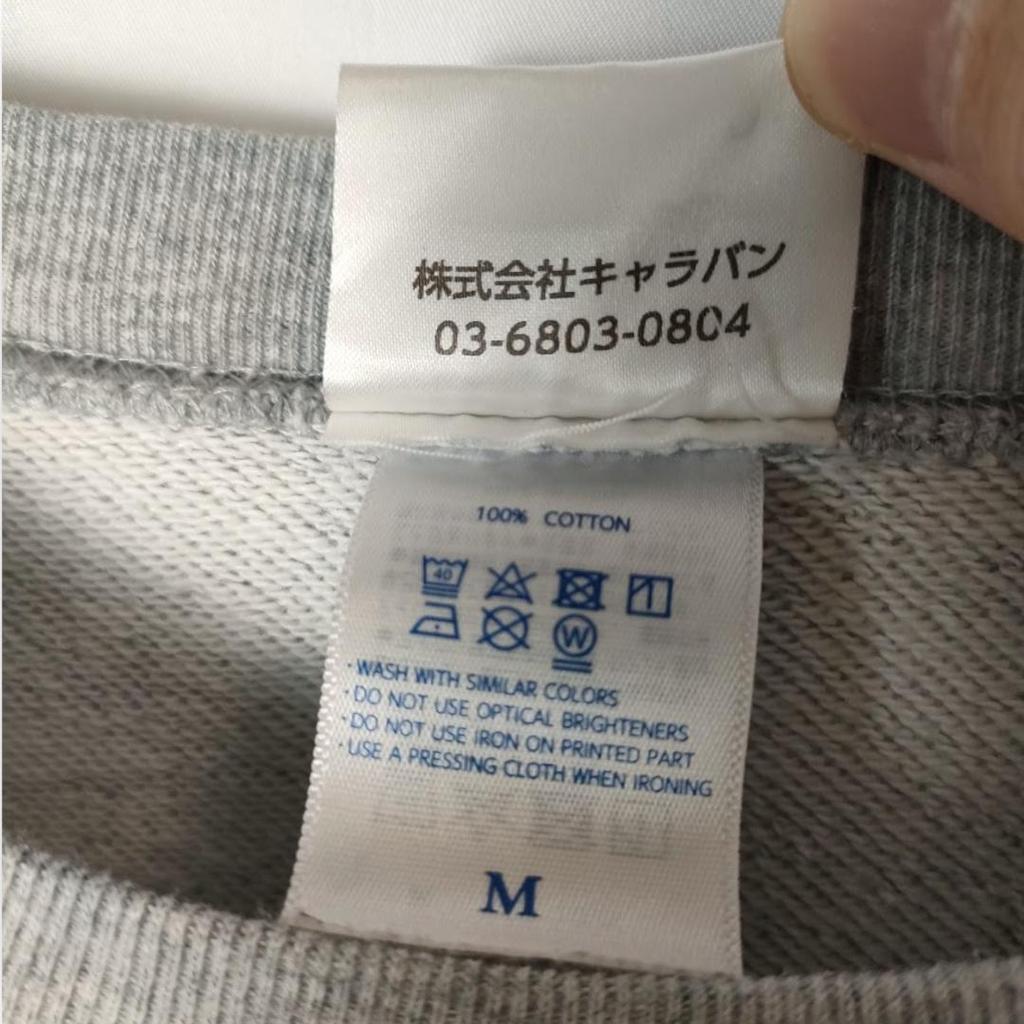 株式会社キャラバン
03-6803-0804
100% COTTON
40
W
・WASH WITH SIMILAR COLORS
・DO NOT USE OPTICAL BRIGHTENERS
・DO NOT USE IRON ON PRINTED PART
・USE A PRESSING CLOTH WHEN IRONING
M